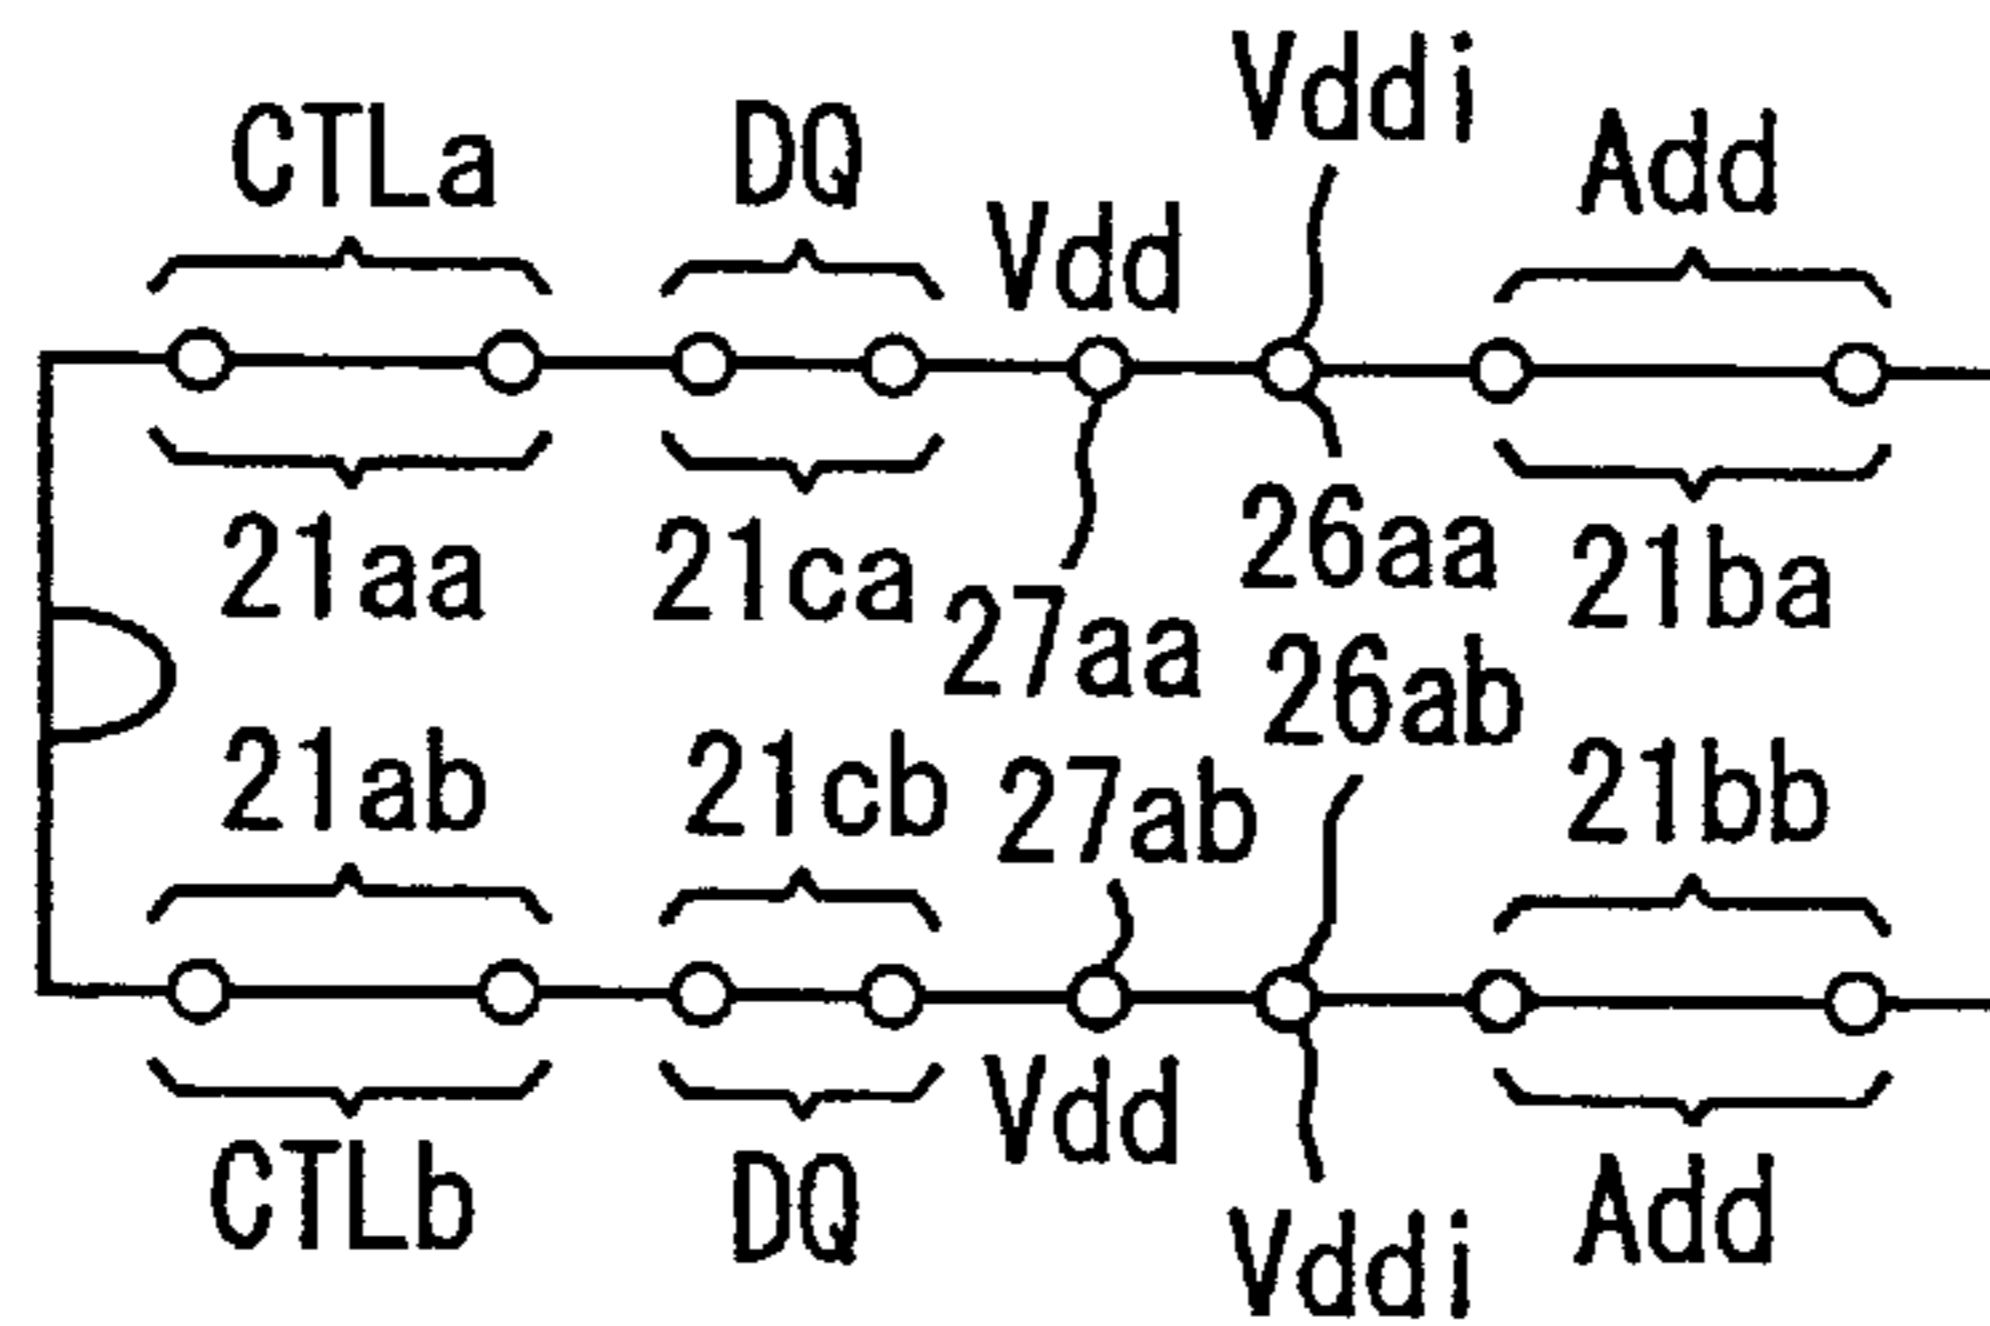 CTLa DQ Vdd Vddi Add
21aa 21ca 27aa 26aa 21ba
21ab 21cb 27ab 26ab 21bb
CTLb DQ Vdd Vddi Add